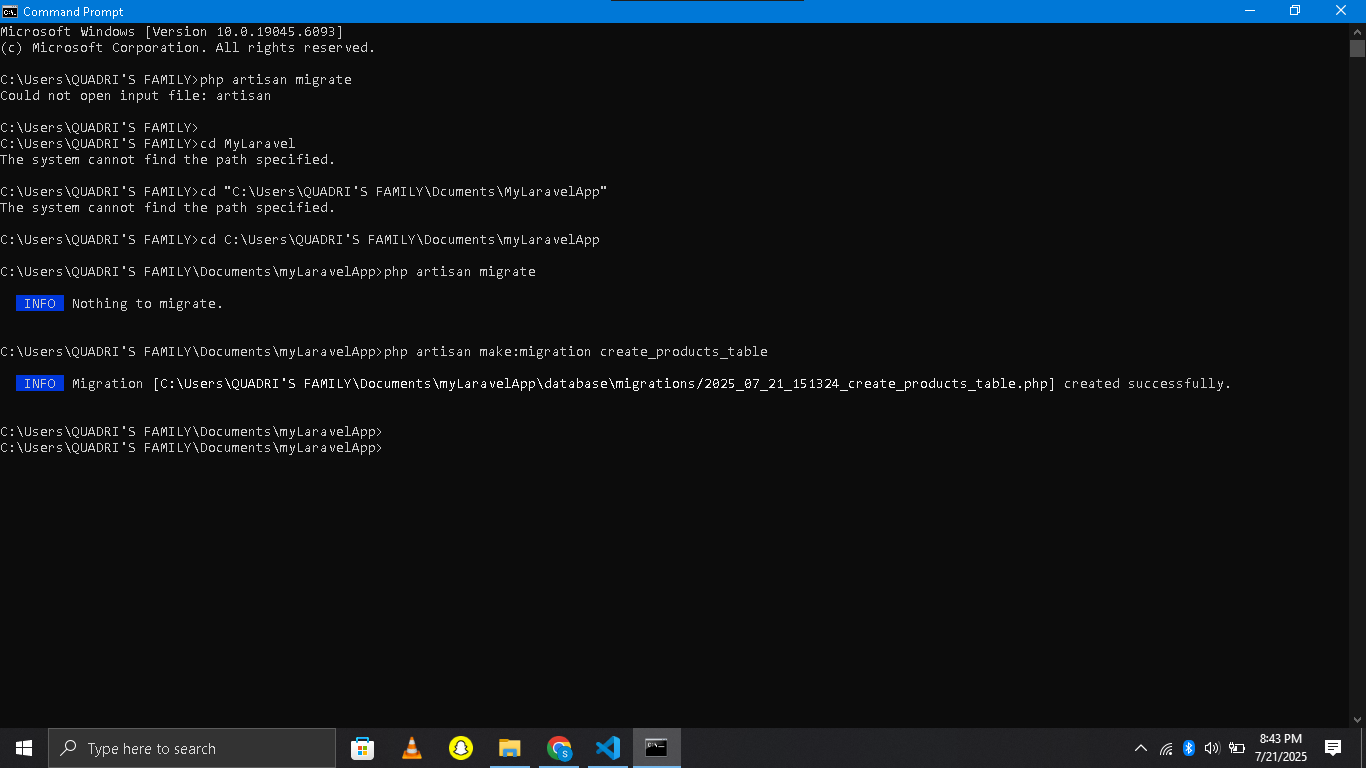 Command Prompt
Microsoft Windows [Version 10.0.19045.6093]
(c) Microsoft Corporation. All rights reserved.
C:\Users\QUADRI'S FAMILY>php artisan migrate
Could not open input file: artisan
C:\Users\QUADRI'S FAMILY>
C:\Users\QUADRI'S FAMILY>cd MyLaravel
The system cannot find the path specified.
C:\Users\QUADRI'S FAMILY>cd "C:\Users\QUADRI'S FAMILY\Dcuments\MyLaravelApp"
The system cannot find the path specified.
C:\Users\QUADRI'S FAMILY>cd C:\Users\QUADRI'S FAMILY\Documents\myLaravelApp
C:\Users\QUADRI'S FAMILY\Documents\myLaravelApp>php artisan migrate
INFO Nothing to migrate.
C:\Users\QUADRI'S FAMILY\Documents\myLaravelApp>php artisan make:migration create_products_table
INFO Migration [C:\Users\QUADRI'S FAMILY\Documents\myLaravelApp\database\migrations/2025_07_21_151324_create_products_table.php] created successfully.
C:\Users\QUADRI'S FAMILY\Documents\myLaravelApp>
C:\Users\QUADRI'S FAMILY\Documents\myLaravelApp>
Type here to search
8:43 PM
7/21/2025